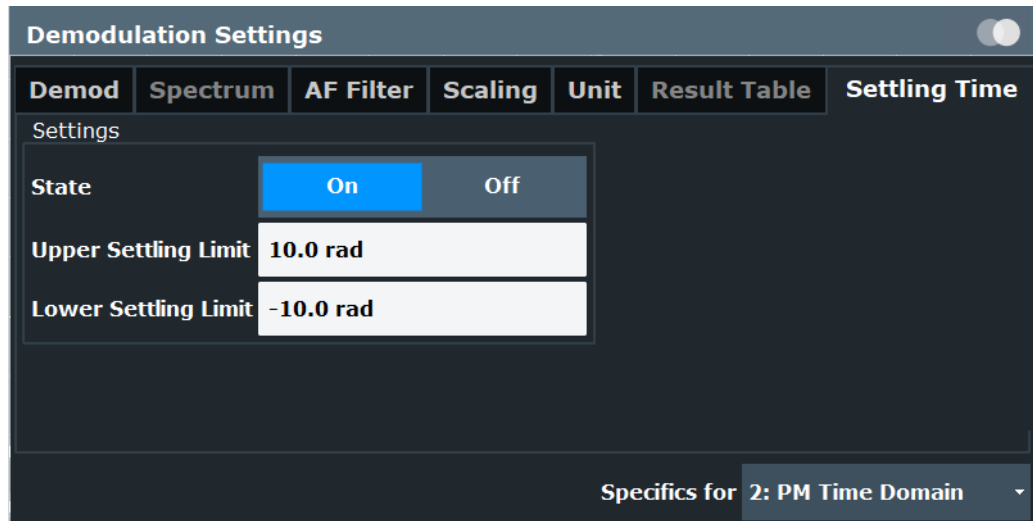 Demodulation Settings
Demod Spectrum AF Filter Scaling Unit Result Table Settling Time
Settings
State On Off
Upper Settling Limit 10.0 rad
Lower Settling Limit -10.0 rad
Specifics for 2: PM Time Domain